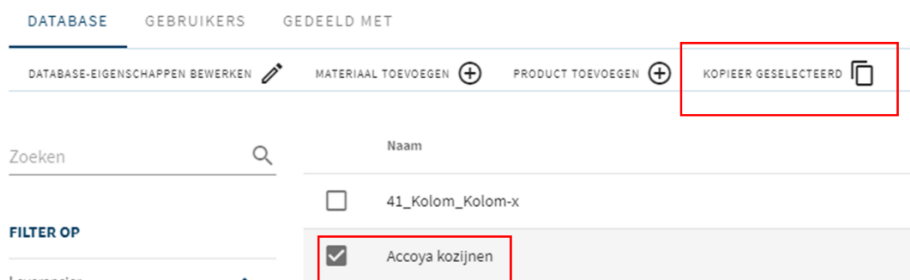 DATABASE GEBRUIKERS GEDEELD MET
DATABASE-EIGENSCHAPPEN BEWERKEN MATERIAAL TOEVOEGEN PRODUCT TOEVOEGEN KOPIEER GESELECTEERD
Zoeken
Naam
41_Kolom_Kolom-x
FILTER OP
Accoya kozijnen